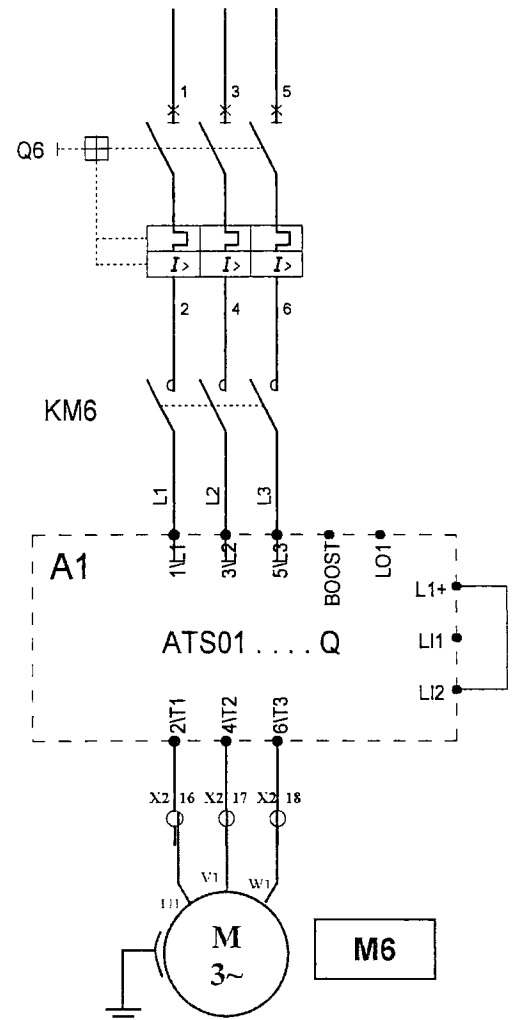 1 3 5
Q6
I> I> I>
2 4 6
KM6
L1 L2 L3
A1
1\L1 3\L2 5\L3 BOOST LO1
L1+
ATS01 . . . . Q
LI1
LI2
2\T1 4\T2 6\T3
X2 16 X2 17 X2 18
U1 V1 W1
M
3~
M6